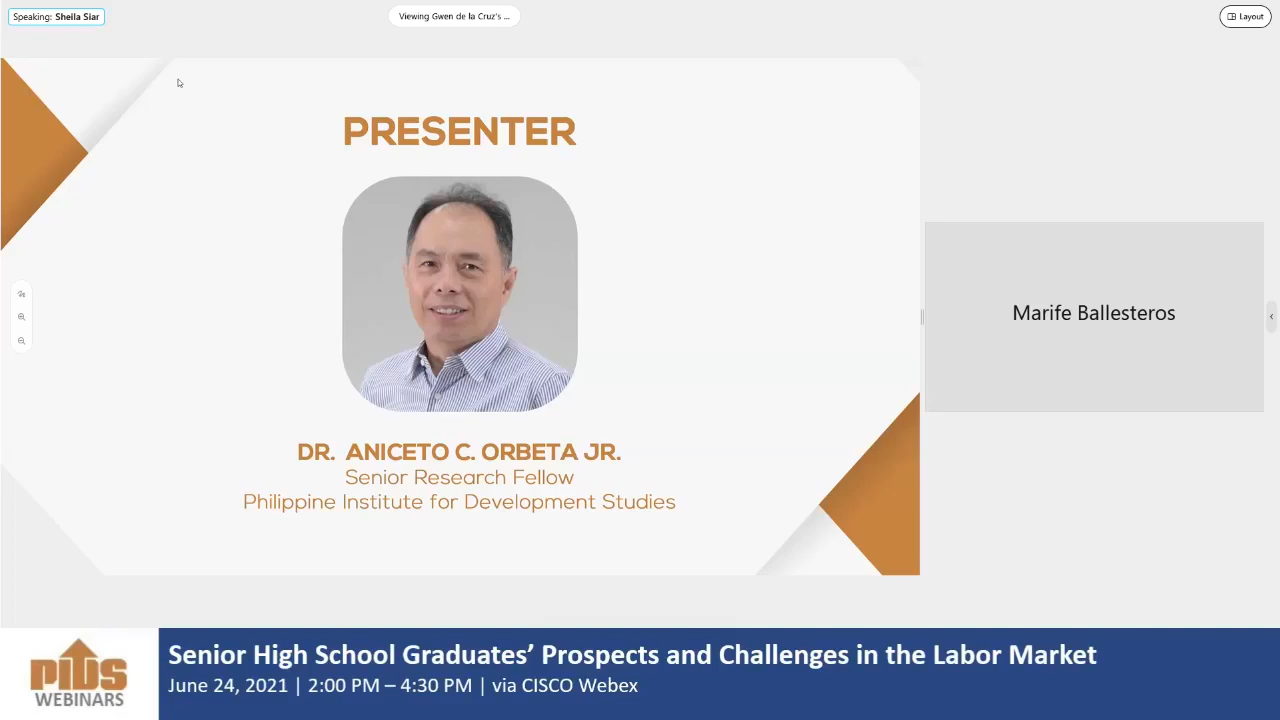 Speaking: Sheila Siar
Viewing Gwen de la Cruz's ...
Layout
PRESENTER
Marife Ballesteros
DR. ANICETO C. ORBETA JR.
Senior Research Fellow
Philippine Institute for Development Studies
PIDS
WEBINARS
Senior High School Graduates' Prospects and Challenges in the Labor Market
June 24, 2021 | 2:00 PM – 4:30 PM | via CISCO Webex